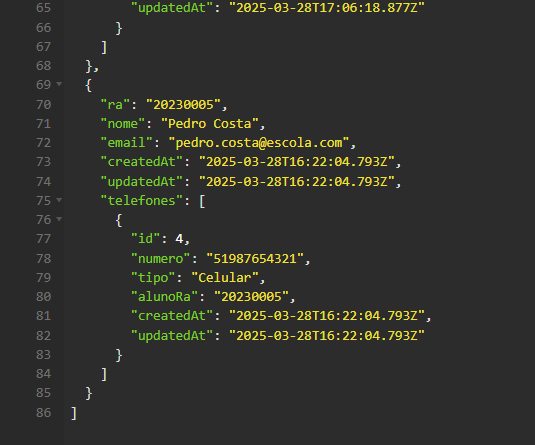 65 "updatedAt": "2025-03-28T17:06:18.877Z"
66 }
67 ]
68 },
69 {
70 "ra": "20230005",
71 "nome": "Pedro Costa",
72 "email": "pedro.costa@escola.com",
73 "createdAt": "2025-03-28T16:22:04.793Z",
74 "updatedAt": "2025-03-28T16:22:04.793Z",
75 "telefones": [
76 {
77 "id": 4,
78 "numero": "51987654321",
79 "tipo": "Celular",
80 "alunoRa": "20230005",
81 "createdAt": "2025-03-28T16:22:04.793Z",
82 "updatedAt": "2025-03-28T16:22:04.793Z"
83 }
84 ]
85 }
86 ]